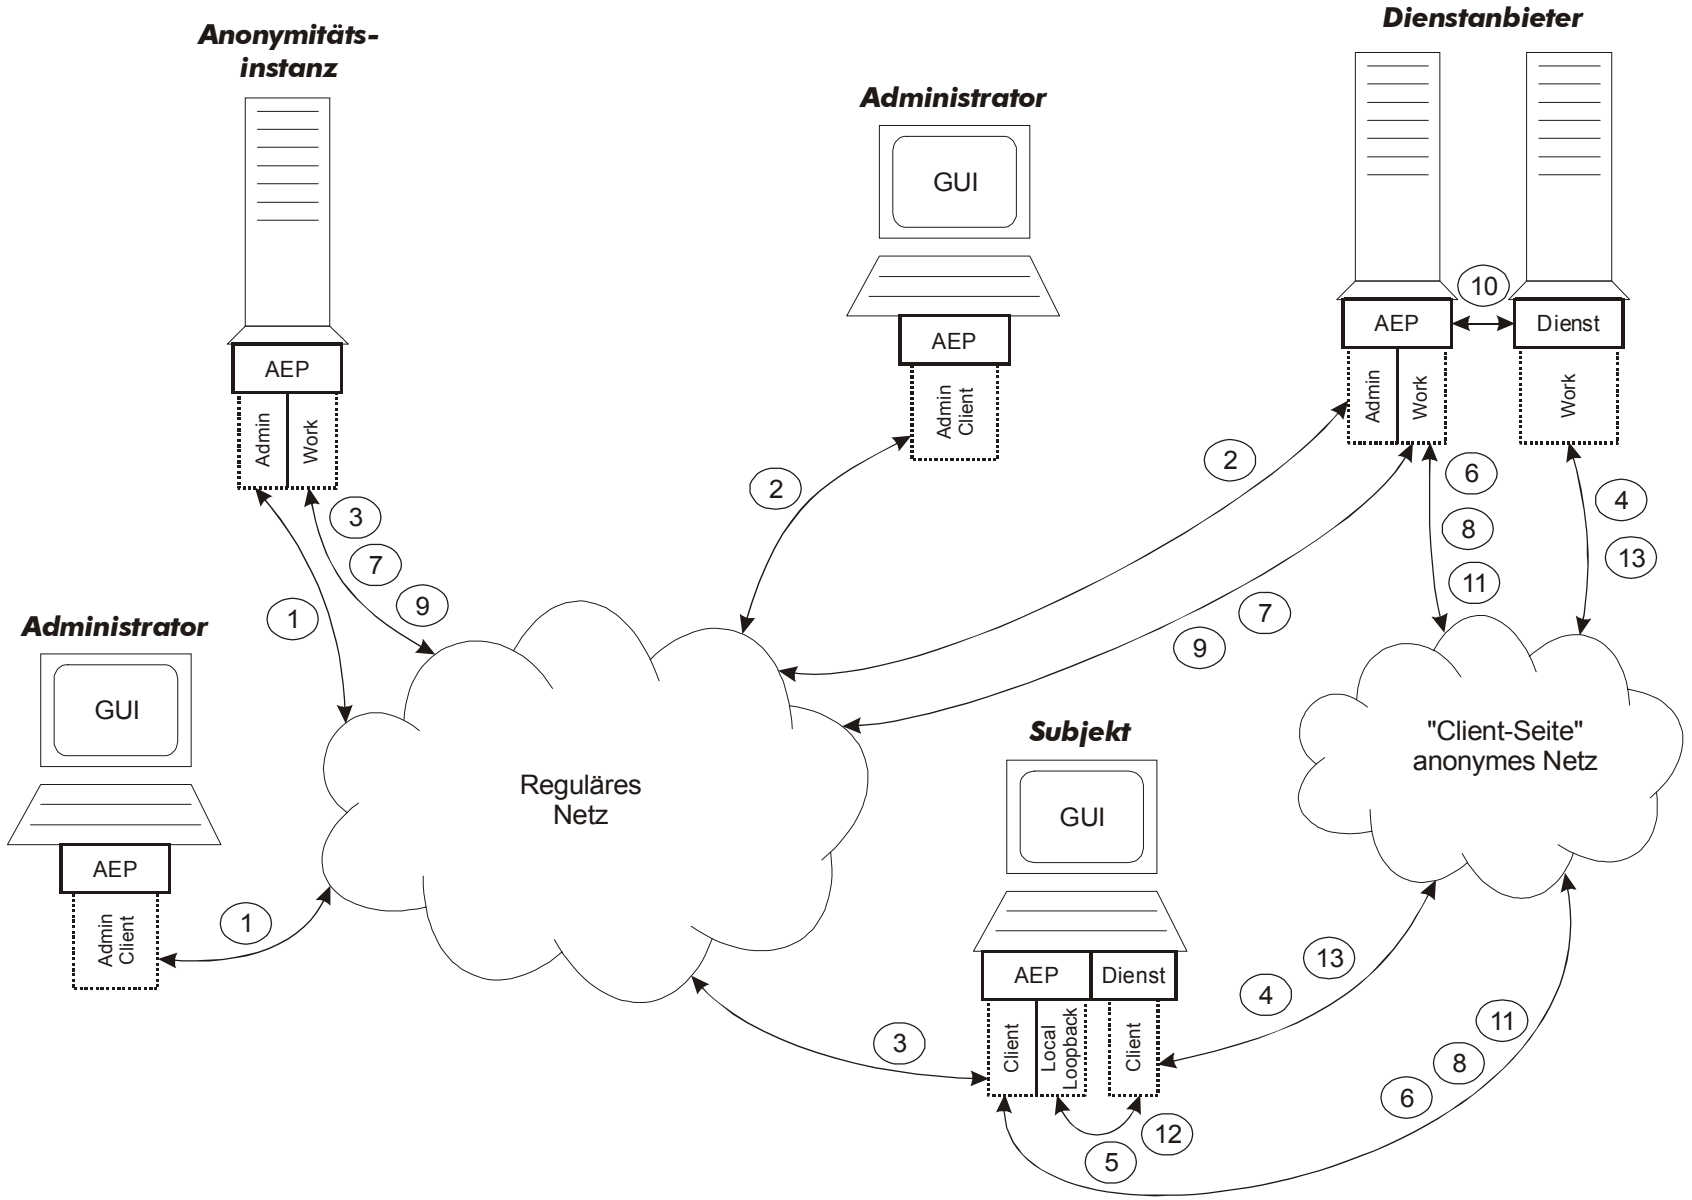 Anonymitäts-
instanz
Administrator
Dienstanbieter
GUI
10
AEP
Dienst
AEP
AEP
Admin
Work
Work
Admin
Client
Admin
Work
2
2
6
4
3
8
13
7
11
9
1
7
9
Administrator
GUI
Subjekt
"Client-Seite"
anonymes Netz
Reguläres
Netz
GUI
AEP
Admin
Client
1
AEP
Dienst
13
4
Client
Local
Loopback
Client
3
11
8
6
12
5